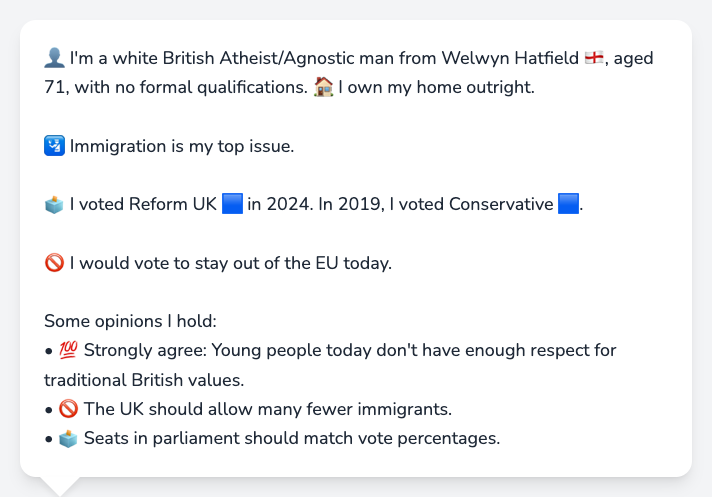 👤 I'm a white British Atheist/Agnostic man from Welwyn Hatfield 🏴󠁧󠁢󠁥󠁮󠁧󠁿, aged
71, with no formal qualifications. 🏠 I own my home outright.
🛂 Immigration is my top issue.
🗳️ I voted Reform UK 🟦 in 2024. In 2019, I voted Conservative 🟦.
🚫 I would vote to stay out of the EU today.
Some opinions I hold:
• 💯 Strongly agree: Young people today don't have enough respect for
traditional British values.
• 🚫 The UK should allow many fewer immigrants.
• 🗳️ Seats in parliament should match vote percentages.